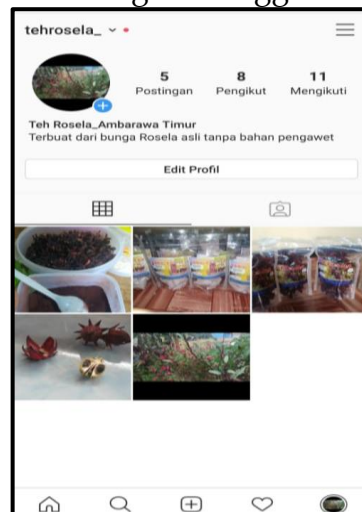 tehrosela_
5 8 11
Postingan Pengikut Mengikuti
Teh Rosela_Ambarawa Timur
Terbuat dari bunga Rosela asli tanpa bahan pengawet
Edit Profil